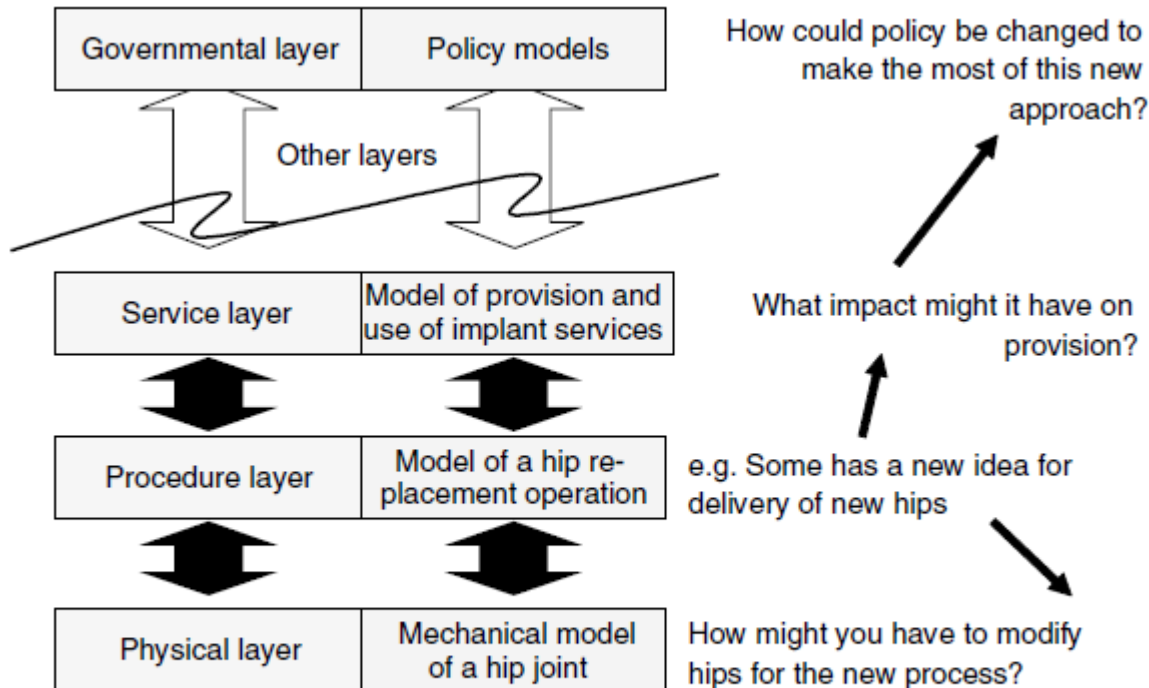 Governmental layer
Policy models
How could policy be changed to
make the most of this new
approach?
Other layers
Service layer
Model of provision and
use of implant services
What impact might it have on
provision?
Procedure layer
Model of a hip re-
placement operation
e.g. Some has a new idea for
delivery of new hips
Physical layer
Mechanical model
of a hip joint
How might you have to modify
hips for the new process?